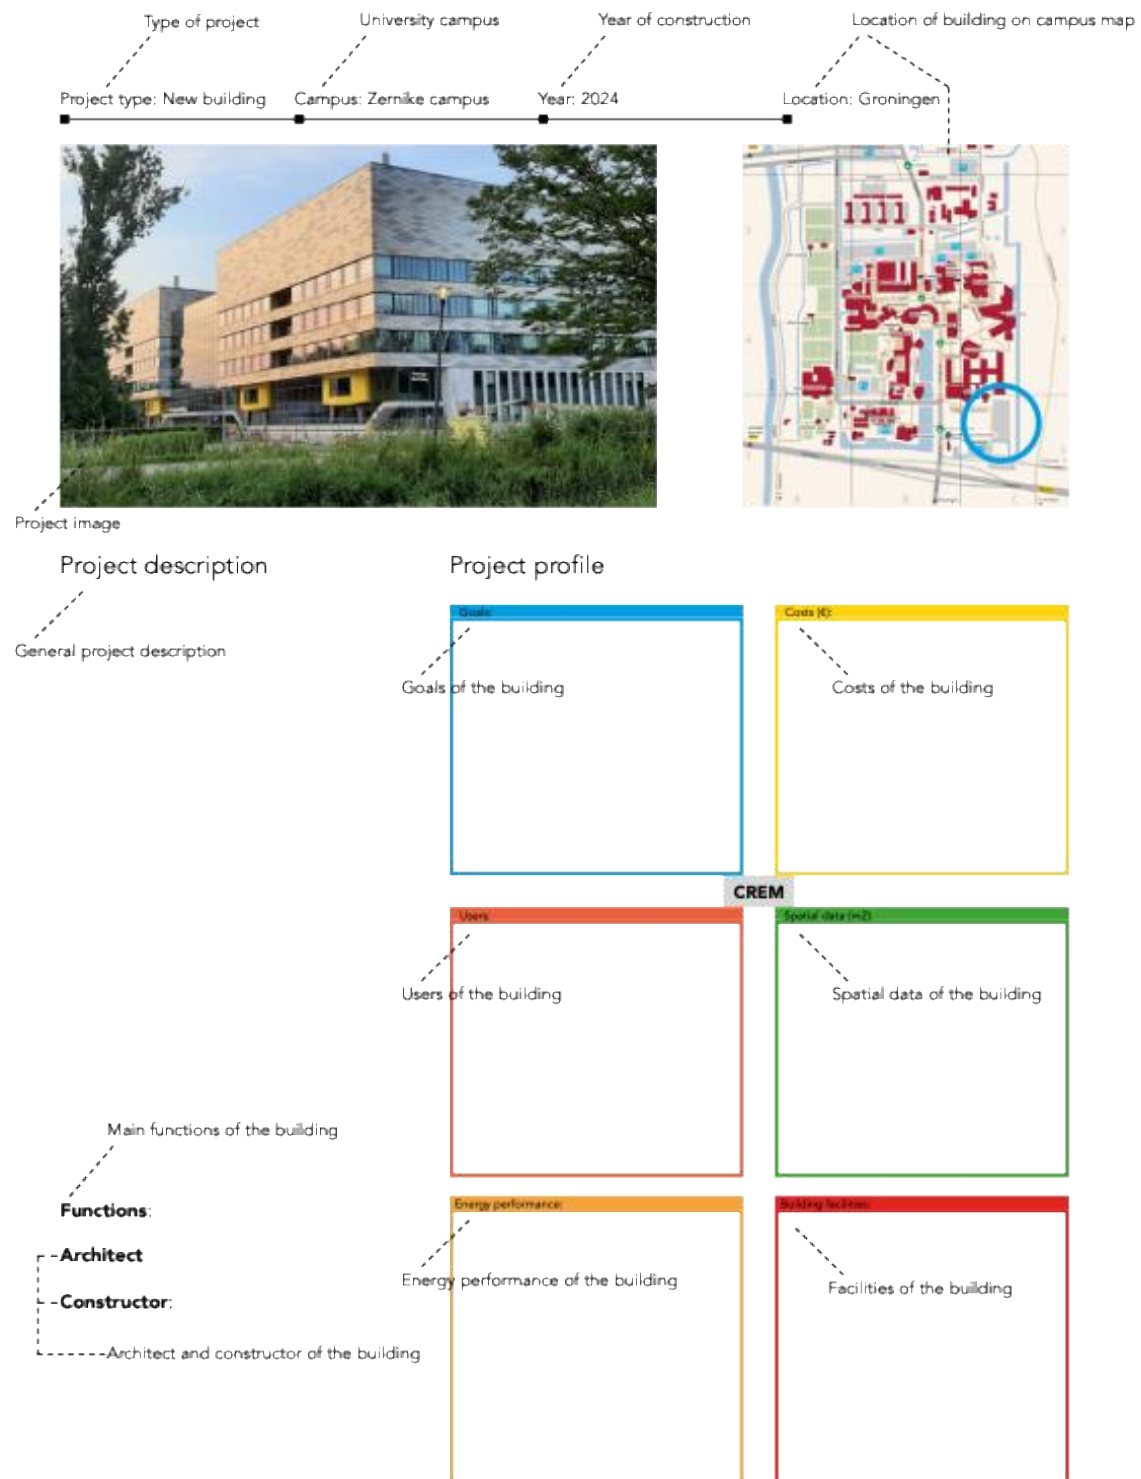 Type of project
University campus
Year of construction
Location of building on campus map
Project type: New building
Campus: Zernike campus
Year: 2024
Location: Groningen
Project image
Project description
Project profile
General project description
Goals:
Costs (€):
Goals of the building
Costs of the building
CREM
Users:
Spatial data (m2)
Users of the building
Spatial data of the building
Main functions of the building
Energy performance:
Building facilities:
Functions:
Architect
Energy performance of the building
Facilities of the building
Constructor:
Architect and constructor of the building